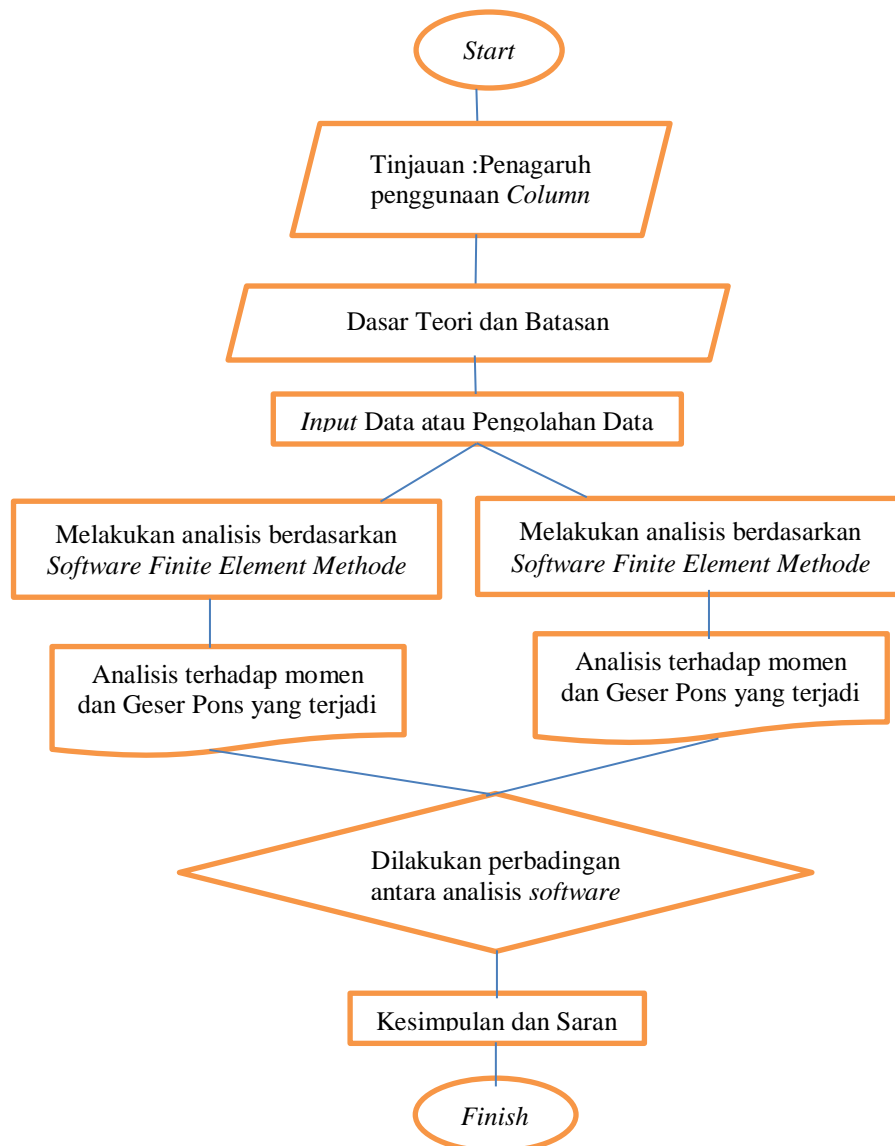 Start
Tinjauan :Penagaruh
penggunaan Column
Dasar Teori dan Batasan
Input Data atau Pengolahan Data
Melakukan analisis berdasarkan
Software Finite Element Methode
Melakukan analisis berdasarkan
Software Finite Element Methode
Analisis terhadap momen
dan Geser Pons yang terjadi
Analisis terhadap momen
dan Geser Pons yang terjadi
Dilakukan perbadingan
antara analisis software
Kesimpulan dan Saran
Finish